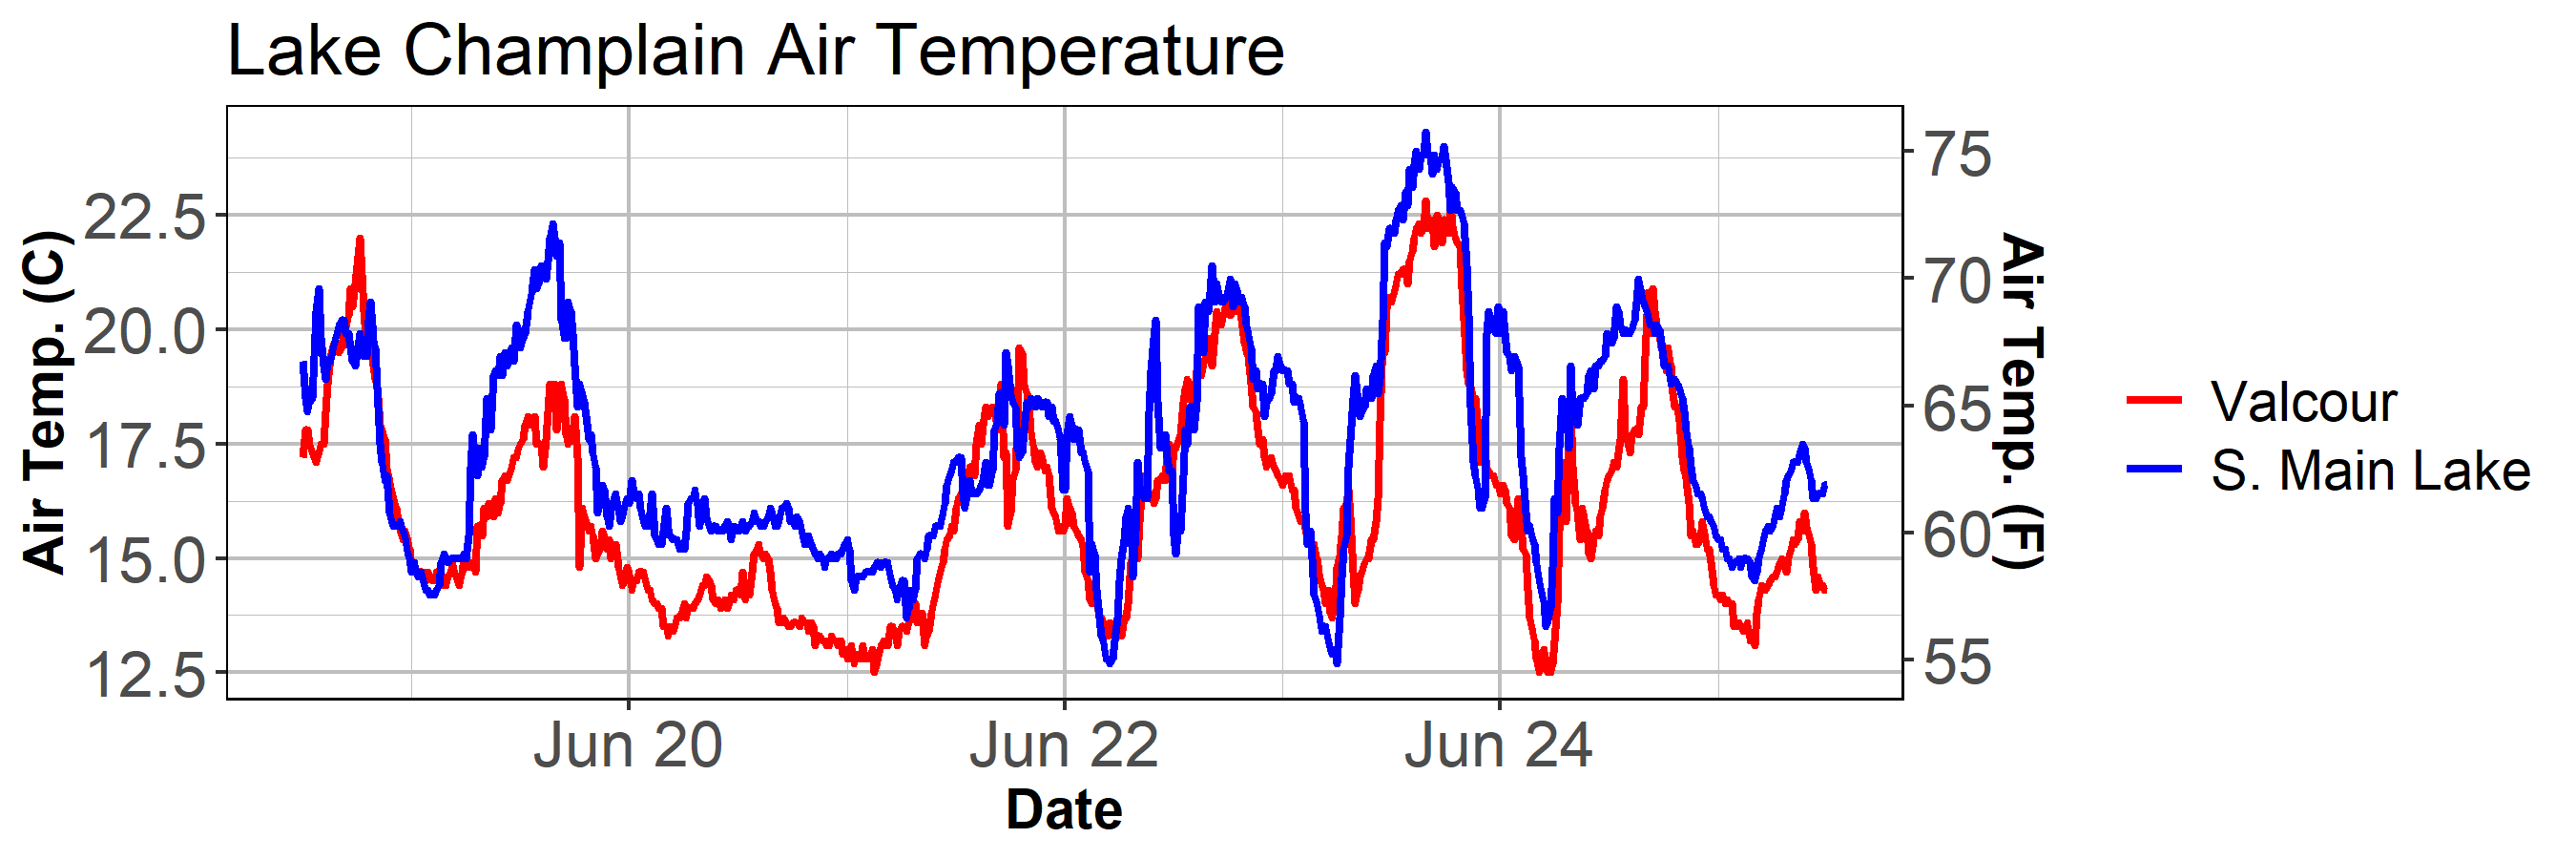 Lake Champlain Air Temperature
Air Temp. (C)
22.5
20.0
17.5
15.0
12.5
75
70
65
60
55
Air Temp. (F)
Jun 20
Jun 22
Jun 24
Date
Valcour
S. Main Lake